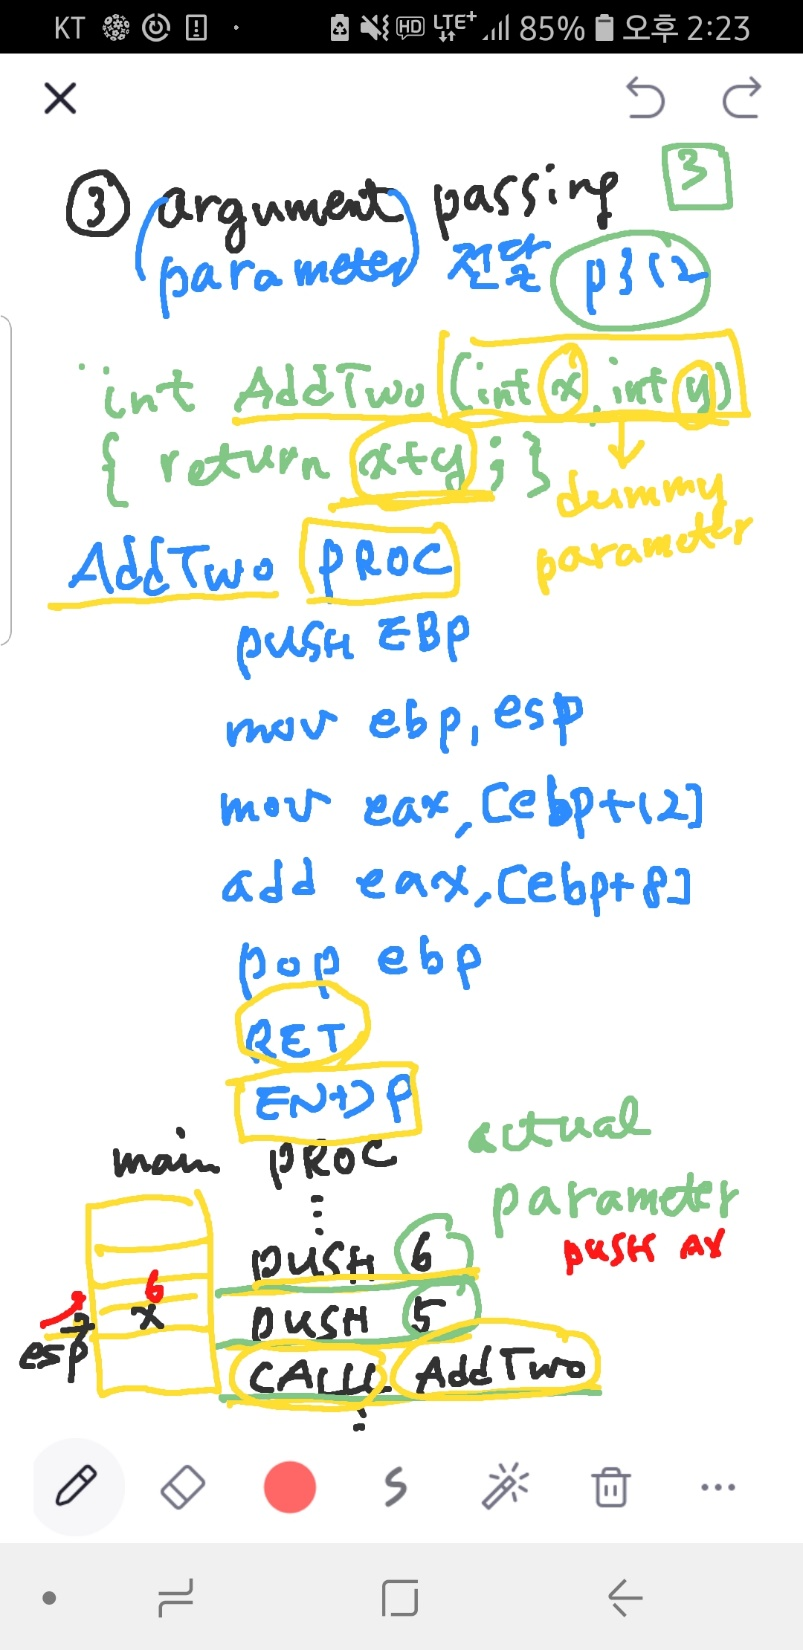 KT HD LTE+ 85% 오후 2:23
③ argument passing 3
parameter 전달 p312
int AddTwo (int x, int y)
{ return x+y; }
dummy
parameter
AddTwo PROC
push EBP
mov ebp, esp
mov eax, [ebp+12]
add eax, [ebp+8]
pop ebp
RET
ENDP
actual
parameter
main PROC
PUSH 6
push ax
6
x
PUSH 5
esp
CALL AddTwo